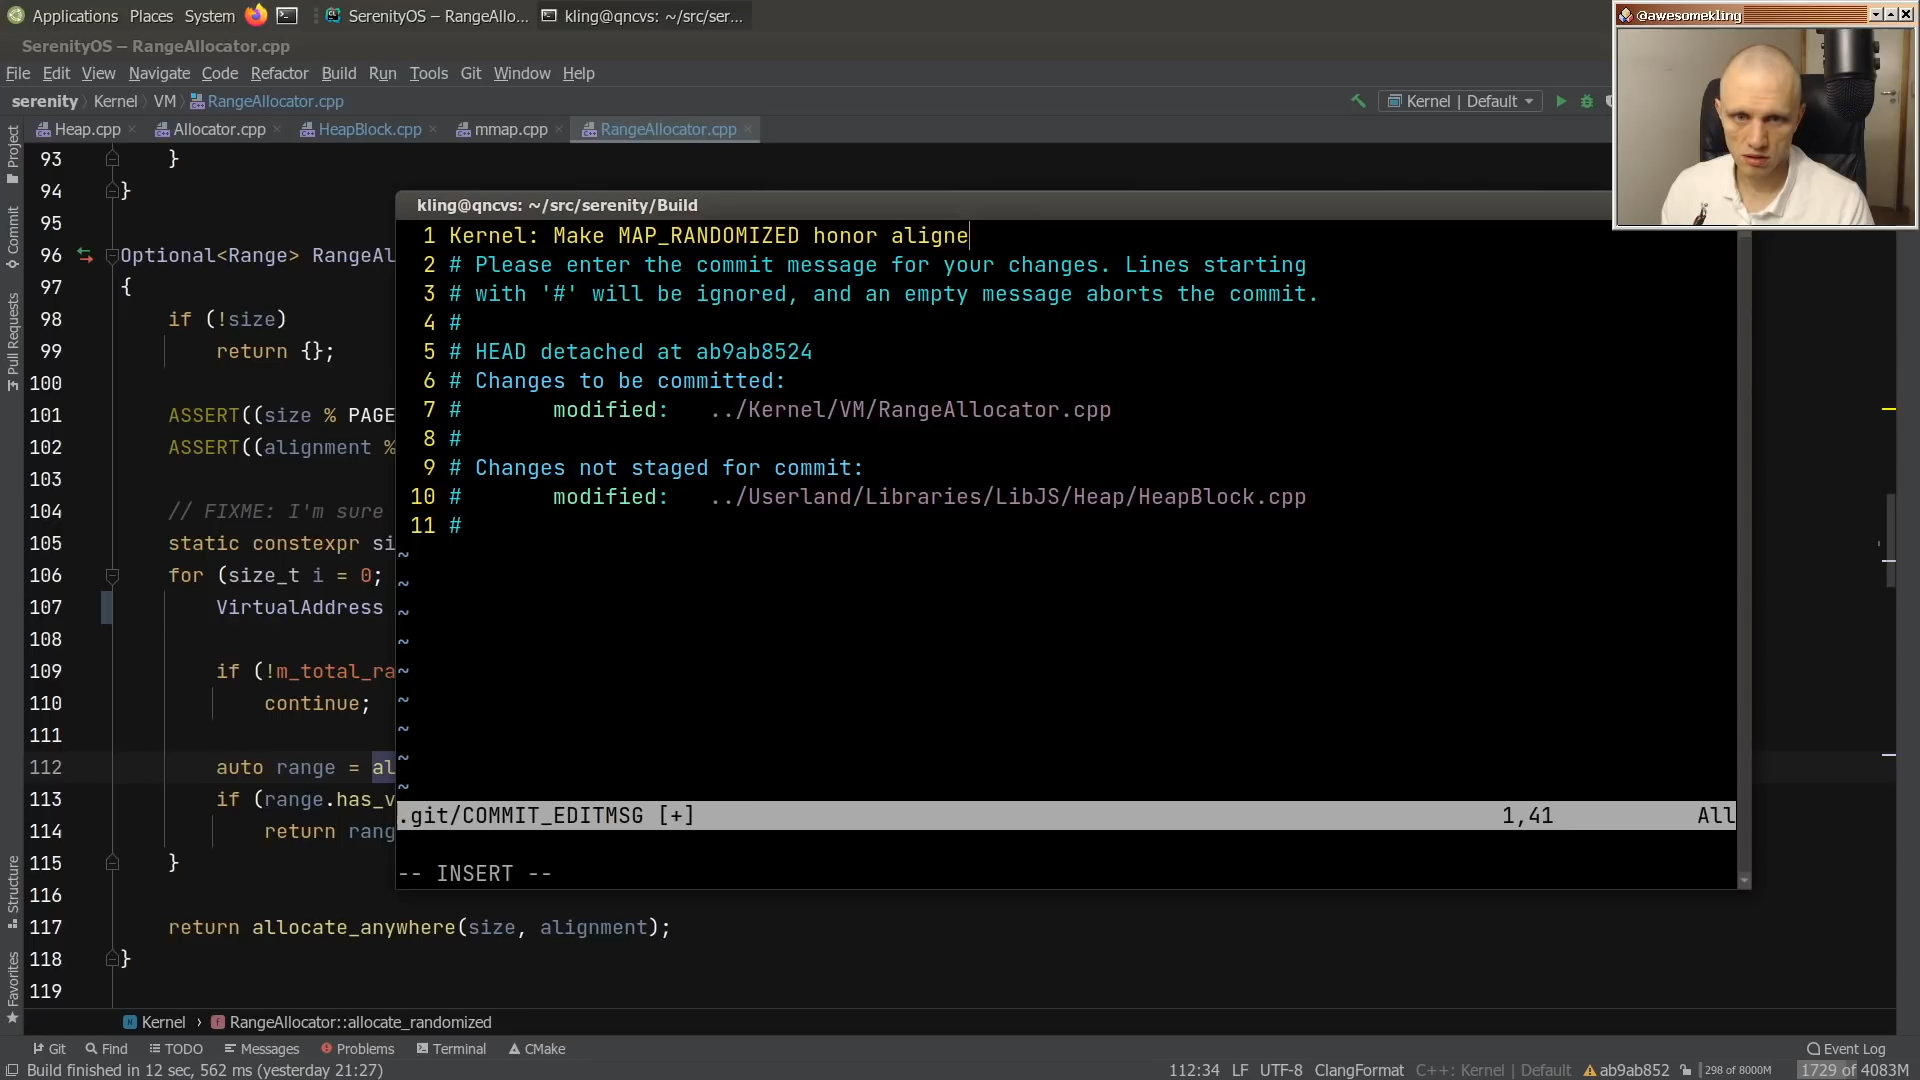 Applications Places System SerenityOS – RangeAllo... kling@qncvs: ~/src/ser...
@awesomekling
SerenityOS – RangeAllocator.cpp
File Edit View Navigate Code Refactor Build Run Tools Git Window Help
serenity Kernel VM RangeAllocator.cpp
Kernel | Default
Heap.cpp Allocator.cpp HeapBlock.cpp mmap.cpp RangeAllocator.cpp
Project
Commit
Pull Requests
Structure
Favorites
93 }
94 }
95
96 Optional<Range> RangeAl
97 {
98 if (!size)
99 return {};
100
101 ASSERT((size % PAGE
102 ASSERT((alignment %
103
104 // FIXME: I'm sure
105 static constexpr si
106 for (size_t i = 0;
107 VirtualAddress
108
109 if (!m_total_ra
110 continue;
111
112 auto range = al
113 if (range.has_v
114 return rang
115 }
116
117 return allocate_anywhere(size, alignment);
118 }
119
kling@qncvs: ~/src/serenity/Build
1 Kernel: Make MAP_RANDOMIZED honor aligne
2 # Please enter the commit message for your changes. Lines starting
3 # with '#' will be ignored, and an empty message aborts the commit.
4 #
5 # HEAD detached at ab9ab8524
6 # Changes to be committed:
7 # modified: ../Kernel/VM/RangeAllocator.cpp
8 #
9 # Changes not staged for commit:
10 # modified: ../Userland/Libraries/LibJS/Heap/HeapBlock.cpp
11 #
~
~
~
~
~
~
~
~
~
.git/COMMIT_EDITMSG [+] 1,41 All
-- INSERT --
Kernel › RangeAllocator::allocate_randomized
Git Find TODO Messages Problems Terminal CMake Event Log
Build finished in 12 sec, 562 ms (yesterday 21:27) 112:34 LF UTF-8 ClangFormat C++: Kernel | Default ab9ab852 298 of 8000M 1729 of 4083M